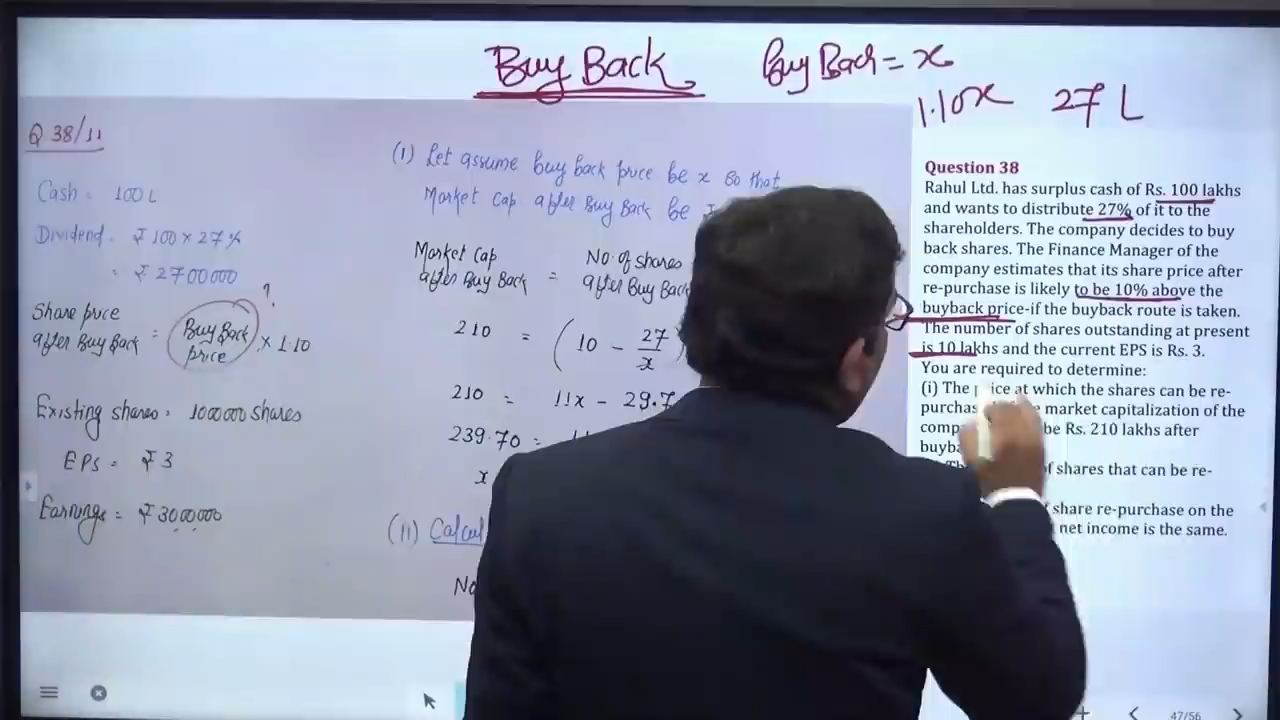 Buy Back
Buy Back = x
1.10x 27 L
Q 38/11
Cash = 100 L
Dividend = ₹ 100 × 27%
= ₹ 2700000
Share price
after Buy Back = Buy Back price × 1.10
?
Existing shares = 1000000 shares
EPS = ₹ 3
Earnings = ₹ 3000000
(I) Let assume buy back price be x so that
Market Cap after Buy Back be ₹
Market Cap after Buy Back = No. of shares after Buy Back
210 = (10 - 27/x
210 = 11x - 29.7
239.70 =
x
(II) Calcul
No
Question 38
Rahul Ltd. has surplus cash of Rs. 100 lakhs
and wants to distribute 27% of it to the
shareholders. The company decides to buy
back shares. The Finance Manager of the
company estimates that its share price after
re-purchase is likely to be 10% above the
buyback price-if the buyback route is taken.
The number of shares outstanding at present
is 10 lakhs and the current EPS is Rs. 3.
You are required to determine:
(i) The price at which the shares can be re-
purchas market capitalization of the
comp be Rs. 210 lakhs after
buyba
of shares that can be re-
of share re-purchase on the
net income is the same.
47/56